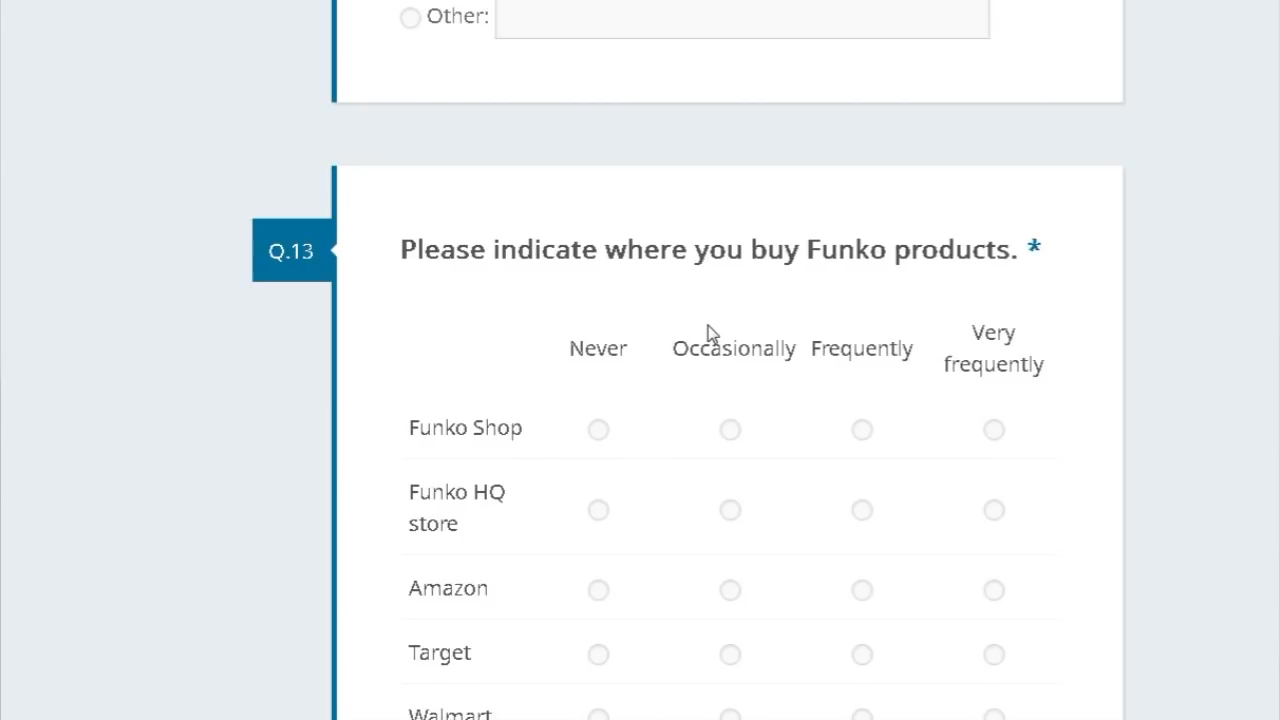 Other:
Q.13
Please indicate where you buy Funko products. *
Never Occasionally Frequently Very frequently
Funko Shop
Funko HQ
store
Amazon
Target
Walmart